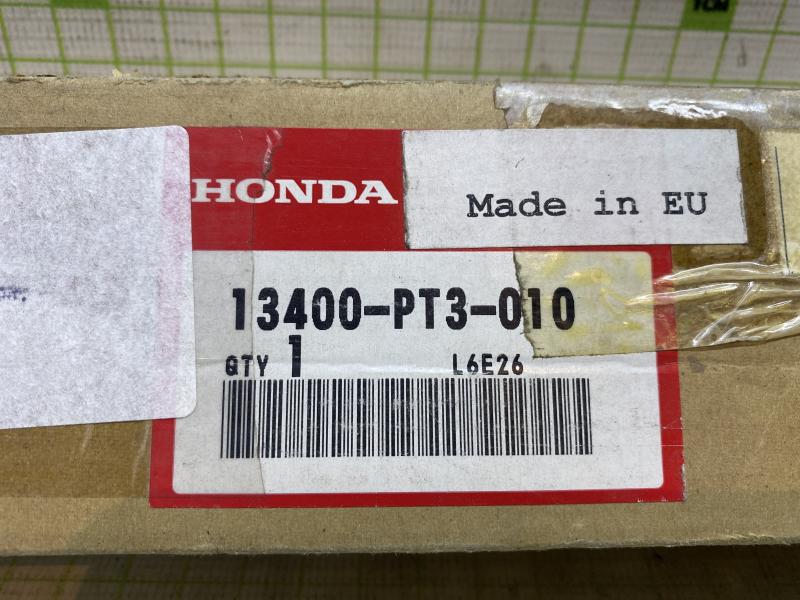 HONDA
Made in EU
13400-PT3-010
QTY 1 L6E26